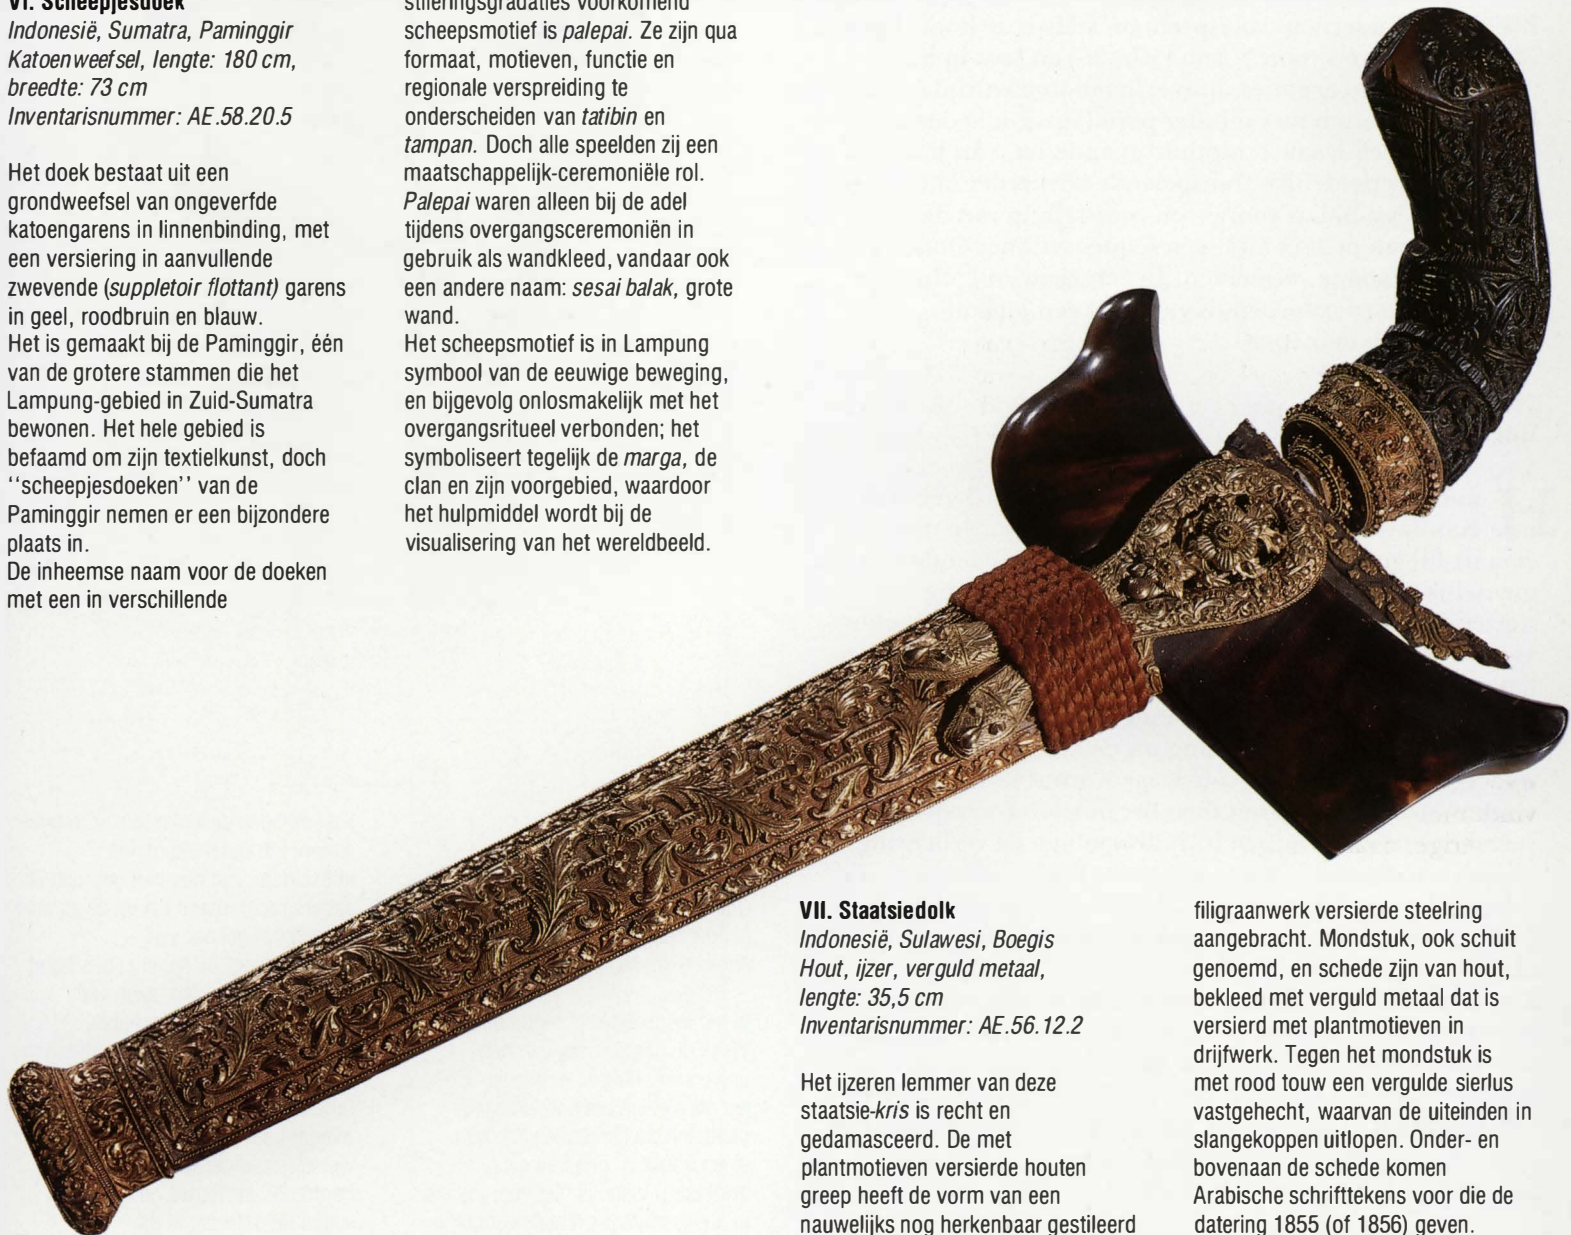 VI. Scheepjesdoek
Indonesië, Sumatra, Paminggir
Katoenweefsel, lengte: 180 cm,
breedte: 73 cm
Inventarisnummer: AE.58.20.5
Het doek bestaat uit een
grondweefsel van ongeverfde
katoengarens in linnenbinding, met
een versiering in aanvullende
zwevende (suppletoir flottant) garens
in geel, roodbruin en blauw.
Het is gemaakt bij de Paminggir, één
van de grotere stammen die het
Lampung-gebied in Zuid-Sumatra
bewonen. Het hele gebied is
befaamd om zijn textielkunst, doch
''scheepjesdoeken'' van de
Paminggir nemen er een bijzondere
plaats in.
De inheemse naam voor de doeken
met een in verschillende
stileringsgradaties voorkomend
scheepsmotief is palepai. Ze zijn qua
formaat, motieven, functie en
regionale verspreiding te
onderscheiden van tatibin en
tampan. Doch alle speelden zij een
maatschappelijk-ceremoniële rol.
Palepai waren alleen bij de adel
tijdens overgangsceremoniën in
gebruik als wandkleed, vandaar ook
een andere naam: sesai balak, grote
wand.
Het scheepsmotief is in Lampung
symbool van de eeuwige beweging,
en bijgevolg onlosmakelijk met het
overgangsritueel verbonden; het
symboliseert tegelijk de marga, de
clan en zijn voorgebied, waardoor
het hulpmiddel wordt bij de
visualisering van het wereldbeeld.
VII. Staatsiedolk
Indonesië, Sulawesi, Boegis
Hout, ijzer, verguld metaal,
lengte: 35,5 cm
Inventarisnummer: AE.56.12.2
Het ijzeren lemmer van deze
staatsie-kris is recht en
gedamasceerd. De met
plantmotieven versierde houten
greep heeft de vorm van een
nauwelijks nog herkenbaar gestileerd
filigraanwerk versierde steelring
aangebracht. Mondstuk, ook schuit
genoemd, en schede zijn van hout,
bekleed met verguld metaal dat is
versierd met plantmotieven in
drijfwerk. Tegen het mondstuk is
met rood touw een vergulde sierlus
vastgehecht, waarvan de uiteinden in
slangekoppen uitlopen. Onder- en
bovenaan de schede komen
Arabische schrifttekens voor die de
datering 1855 (of 1856) geven.